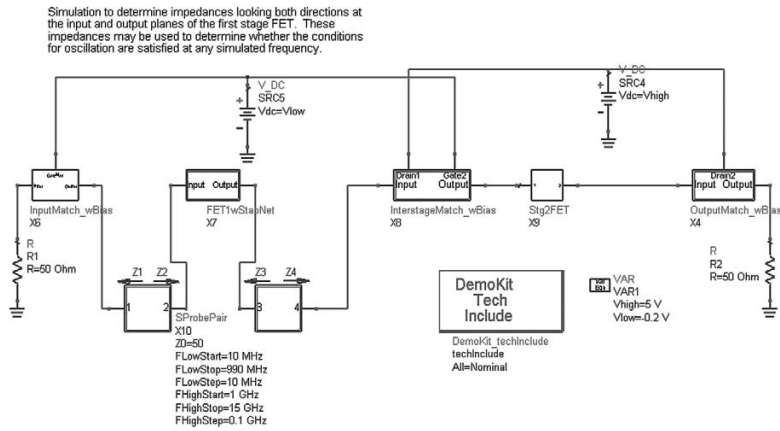 Simulation to determine impedances looking both directions at
the input and output planes of the first stage FET. These
impedances may be used to determine whether the conditions
for oscillation are satisfied at any simulated frequency.
V_DC
SRC5
Vdc=Vlow
V_DC
SRC4
Vdc=Vhigh
Output
InputMatch_wBias
X6
Input Output
FET1wStabNet
X7
Drain1 Gate2
Input Output
InterstageMatch_wBias
X8
Stg2FET
X9
Drain2
Input Output
OutputMatch_wBias
X4
R
R1
R=50 Ohm
Z1 Z2
1 2
Z3 Z4
3 4
SProbePair
X10
Z0=50
FLowStart=10 MHz
FLowStop=990 MHz
FLowStep=10 MHz
FHighStart=1 GHz
FHighStop=15 GHz
FHighStep=0.1 GHz
DemoKit
Tech
Include
DemoKit_techInclude
techInclude
All=Nominal
Var
Eqn
VAR
VAR1
Vhigh=5 V
Vlow=-0.2 V
R
R2
R=50 Ohm